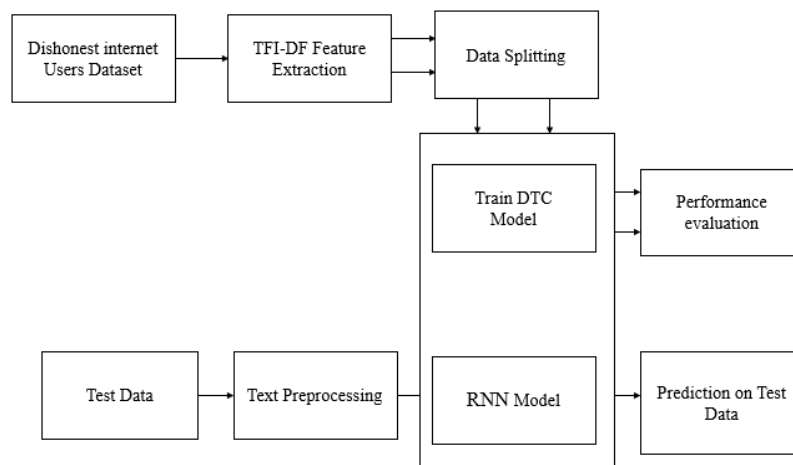 Dishonest internet
Users Dataset
TFI-DF Feature
Extraction
Data Splitting
Train DTC
Model
Performance
evaluation
Test Data
Text Preprocessing
RNN Model
Prediction on Test
Data